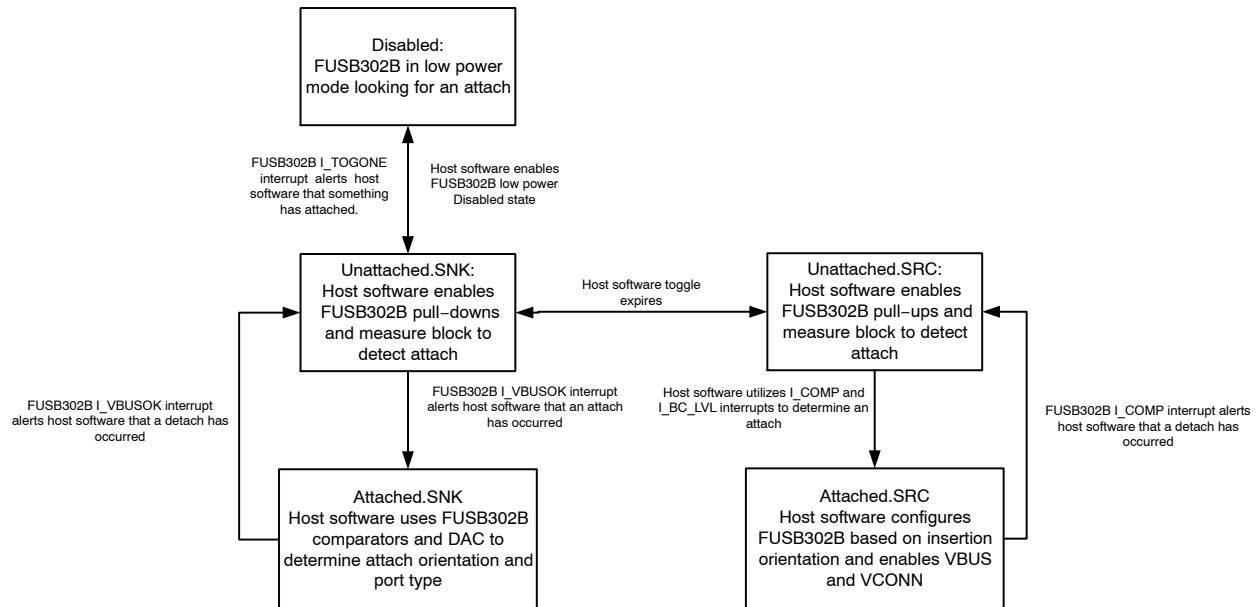 Disabled:
FUSB302B in low power
mode looking for an attach
FUSB302B I_TOGONE
interrupt alerts host
software that something
has attached.
Host software enables
FUSB302B low power
Disabled state
Unattached.SNK:
Host software enables
FUSB302B pull−downs
and measure block to
detect attach
Host software toggle
expires
Unattached.SRC:
Host software enables
FUSB302B pull−ups and
measure block to detect
attach
FUSB302B I_VBUSOK interrupt
alerts host software that a detach has
occurred
FUSB302B I_VBUSOK interrupt
alerts host software that an attach
has occurred
Host software utilizes I_COMP and
I_BC_LVL interrupts to determine an
attach
FUSB302B I_COMP interrupt alerts
host software that a detach has
occurred
Attached.SNK
Host software uses FUSB302B
comparators and DAC to
determine attach orientation and
port type
Attached.SRC
Host software configures
FUSB302B based on insertion
orientation and enables VBUS
and VCONN